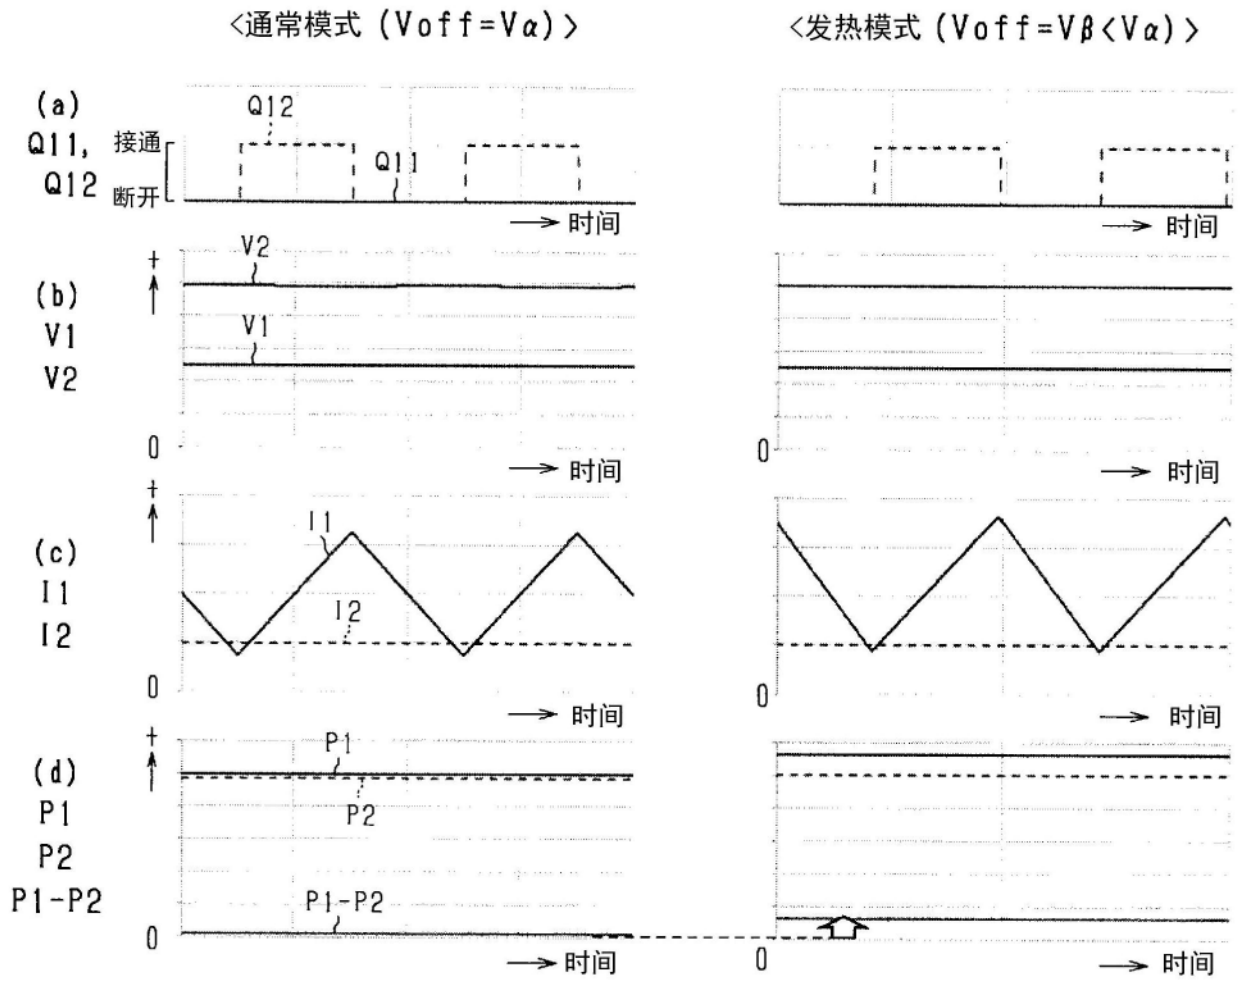 <通常模式 (Voff=Vα)>
<发热模式 (Voff=Vβ<Vα)>
(a)
Q11,
Q12
接通
断开
Q12
Q11
时间
时间
(b)
V1
V2
V2
V1
0
时间
0
时间
(c)
I1
I2
I1
I2
0
时间
0
时间
(d)
P1
P2
P1-P2
P1
P2
P1-P2
0
时间
0
时间